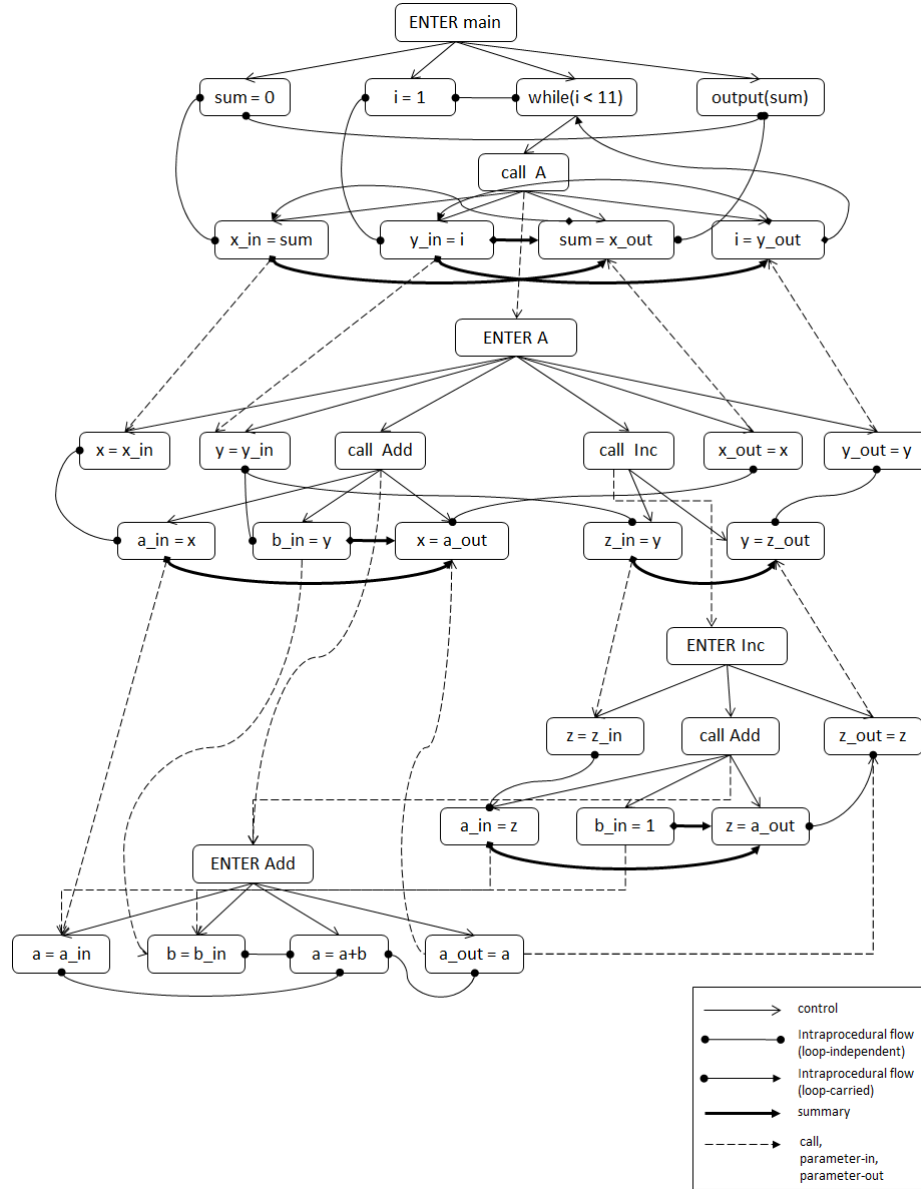 ENTER main
sum = 0
i = 1
while(i < 11)
output(sum)
call A
x_in = sum
y_in = i
sum = x_out
i = y_out
ENTER A
x = x_in
y = y_in
call Add
call Inc
x_out = x
y_out = y
a_in = x
b_in = y
x = a_out
z_in = y
y = z_out
ENTER Inc
z = z_in
call Add
z_out = z
a_in = z
b_in = 1
z = a_out
ENTER Add
a = a_in
b = b_in
a = a+b
a_out = a
control
Intraprocedural flow
(loop-independent)
Intraprocedural flow
(loop-carried)
summary
call,
parameter-in,
parameter-out